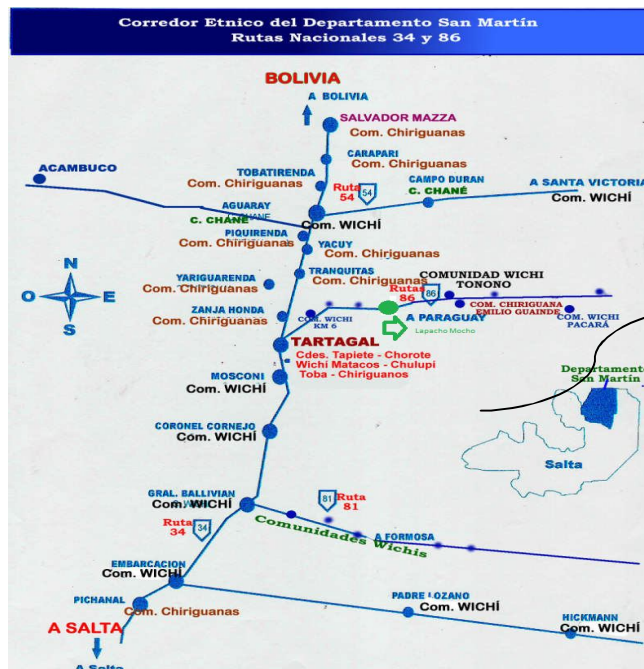 Corredor Etnico del Departamento San Martín
Rutas Nacionales 34 y 86
BOLIVIA
A BOLIVIA
SALVADOR MAZZA
Com. Chiriguanas
CARAPARI
Com. Chiriguanas
ACAMBUCO
TOBATIRENDA
Com. Chiriguanas
Ruta
54
54
CAMPO DURAN
C. CHANÉ
A SANTA VICTORIA
Com. WICHÍ
AGUARAY
C. CHANÉ
Com. WICHÍ
PIQUIRENDA
Com. Chiriguanas
YACUY
Com. Chiriguanas
TRANQUITAS
Com. Chiriguanas
YARIGUARENDA
Com. Chiriguanas
N
O
E
S
COMUNIDAD WICHI
TONONO
Rutas
86
86
ZANJA HONDA
Com. Chiriguanas
COM. WICHI
KM 6
A PARAGUAY
Lapacho Mocho
COM. CHIRIGUANA
EMILIO GUAINDE
COM. WICHI
PACARÁ
TARTAGAL
Cdes. Tapiete - Chorote
Wichí Matacos - Chulupi
Toba - Chiriguanos
MOSCONI
Com. WICHÍ
Departamento
San Martín
Salta
CORONEL CORNEJO
Com. WICHÍ
GRAL. BALLIVIAN
Com. WICHÍ
81
Ruta
81
Comunidades Wichis
A FORMOSA
Ruta
34
34
EMBARCACION
Com. WICHÍ
PICHANAL
Com. Chiriguanas
PADRE LOZANO
Com. WICHÍ
HICKMANN
Com. WICHÍ
A SALTA
A Salta